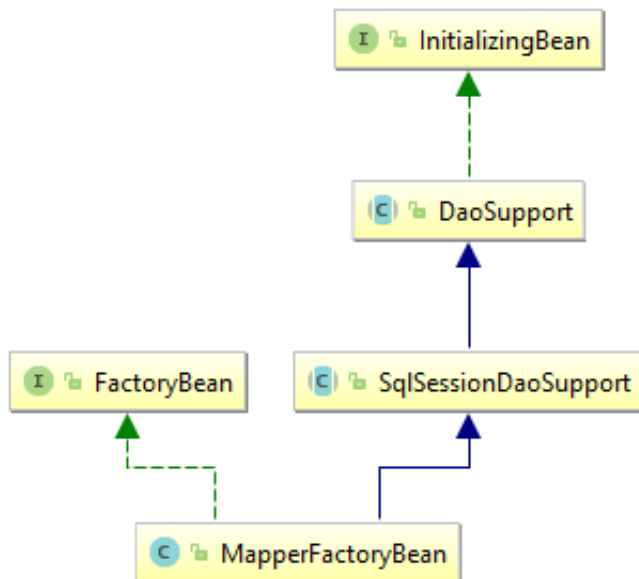 I InitializingBean
C DaoSupport
I FactoryBean
C SqlSessionDaoSupport
C MapperFactoryBean